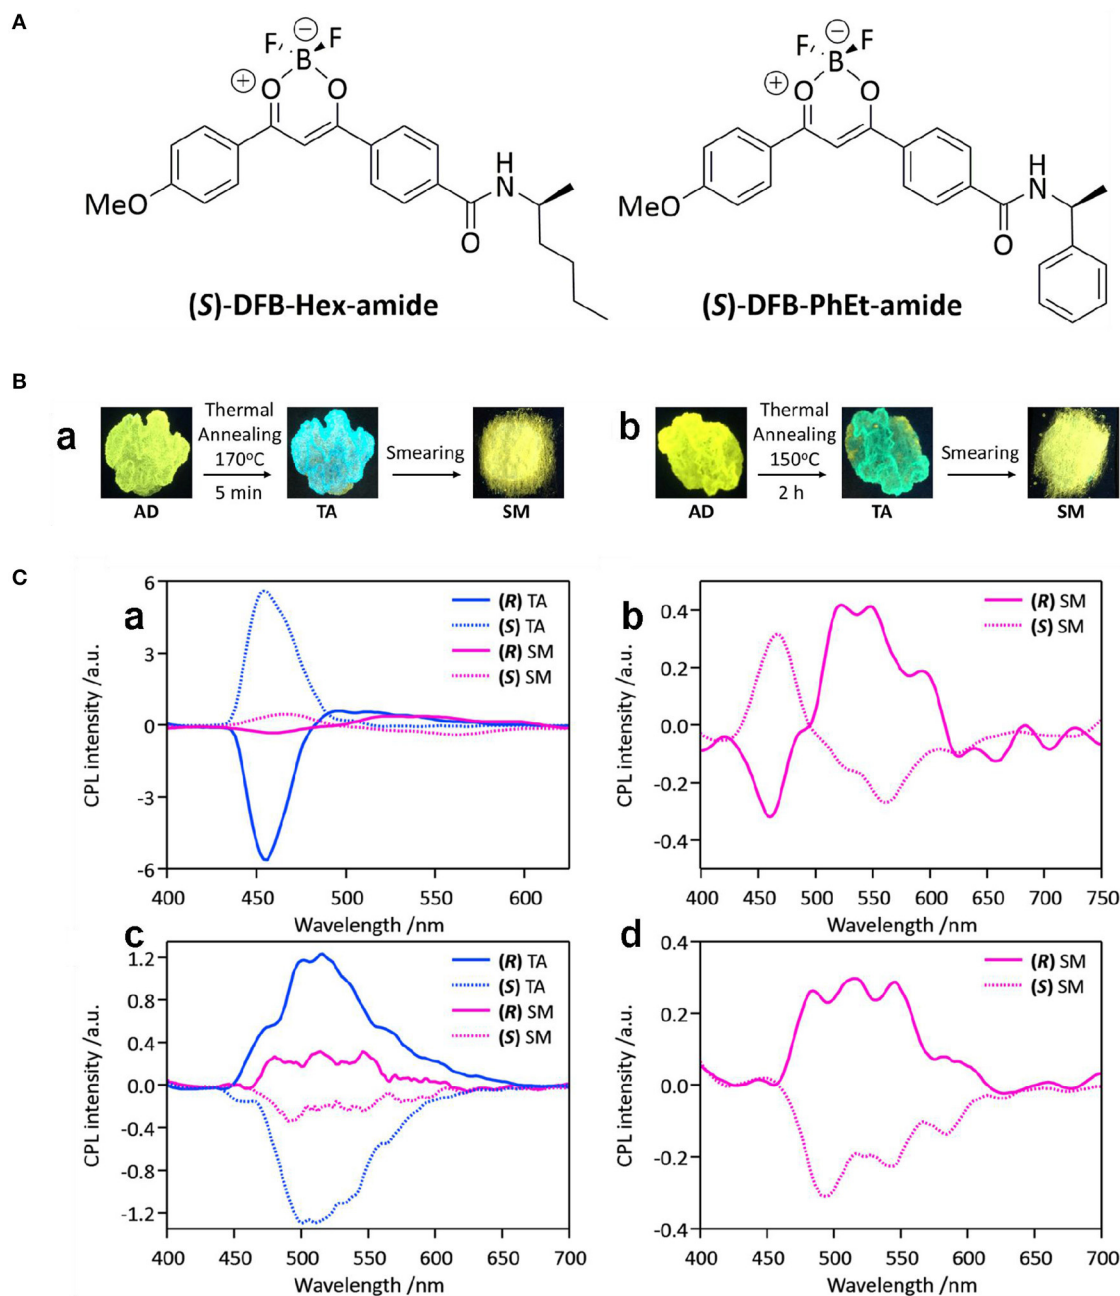 A
F
F
B
⊖
⊕
O
O
MeO
O
H
N
(S)-DFB-Hex-amide
F
F
B
⊖
⊕
O
O
MeO
O
H
N
(S)-DFB-PhEt-amide
B
a
Thermal
Annealing
170°C
5 min
Smearing
AD
TA
SM
b
Thermal
Annealing
150°C
2 h
Smearing
AD
TA
SM
C
a
(R) TA
(S) TA
(R) SM
(S) SM
CPL intensity /a.u.
6
3
0
-3
-6
400 450 500 550 600
Wavelength /nm
b
(R) SM
(S) SM
CPL intensity /a.u.
0.4
0.2
0.0
-0.2
-0.4
400 450 500 550 600 650 700 750
Wavelength /nm
c
(R) TA
(S) TA
(R) SM
(S) SM
CPL intensity /a.u.
1.2
0.8
0.4
0.0
-0.4
-0.8
-1.2
400 450 500 550 600 650 700
Wavelength /nm
d
(R) SM
(S) SM
CPL intensity /a.u.
0.4
0.2
0.0
-0.2
-0.4
400 450 500 550 600 650 700
Wavelength /nm